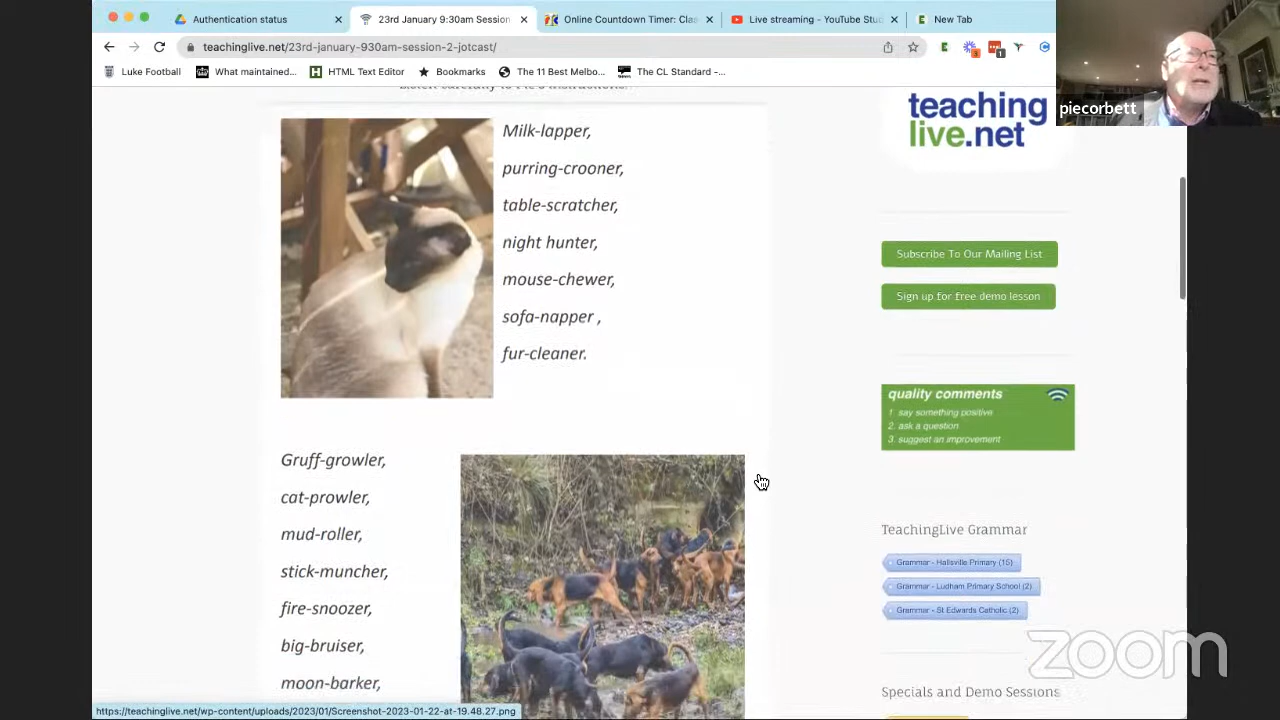 Authentication status
23rd January 9:30am Session
Online Countdown Timer: Clas
Live streaming - YouTube Stud
New Tab
teachinglive.net/23rd-january-930am-session-2-jotcast/
Luke Football
What maintained...
HTML Text Editor
Bookmarks
The 11 Best Melbo...
The CL Standard -...
piecorbett
teaching
live.net
Milk-lapper,
purring-crooner,
table-scratcher,
night hunter,
mouse-chewer,
sofa-napper ,
fur-cleaner.
Gruff-growler,
cat-prowler,
mud-roller,
stick-muncher,
fire-snoozer,
big-bruiser,
moon-barker,
Subscribe To Our Mailing List
Sign up for free demo lesson
quality comments
1. say something positive
2. ask a question
3. suggest an improvement
TeachingLive Grammar
Grammar - Hallsville Primary (15)
Grammar - Ludham Primary School (2)
Grammar - St Edwards Catholic (2)
Specials and Demo Sessions
zoom
https://teachinglive.net/wp-content/uploads/2023/01/Screenshot-2023-01-22-at-19.48.27.png